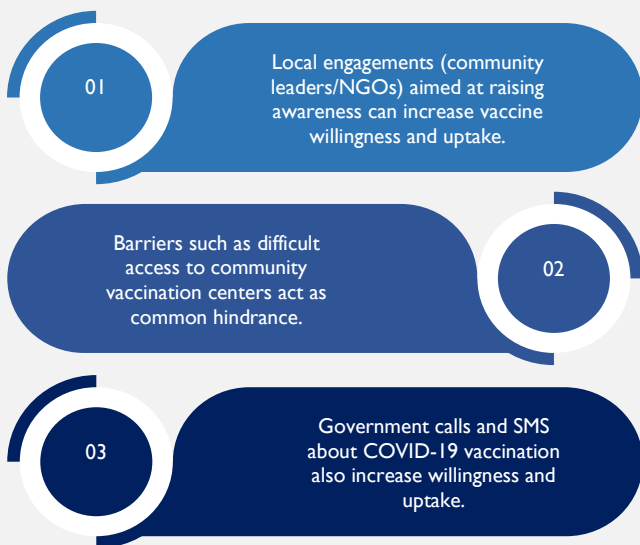 01
Local engagements (community
leaders/NGOs) aimed at raising
awareness can increase vaccine
willingness and uptake.
Barriers such as difficult
access to community
vaccination centers act as
common hindrance.
02
03
Government calls and SMS
about COVID-19 vaccination
also increase willingness and
uptake.